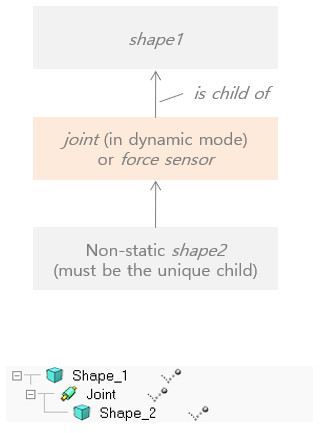 shape1
is child of
joint (in dynamic mode)
or force sensor
Non-static shape2
(must be the unique child)
Shape_1
Joint
Shape_2